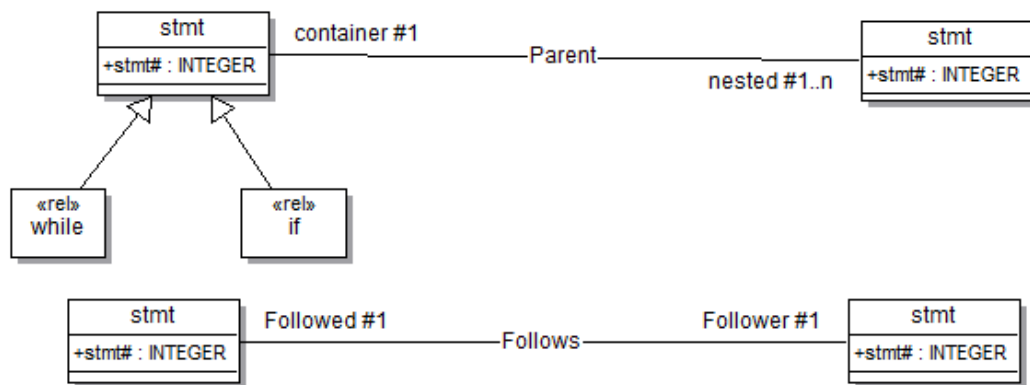 stmt
+stmt# : INTEGER
container #1
Parent
nested #1..n
stmt
+stmt# : INTEGER
«rel»
while
«rel»
if
stmt
+stmt# : INTEGER
Followed #1
Follows
Follower #1
stmt
+stmt# : INTEGER